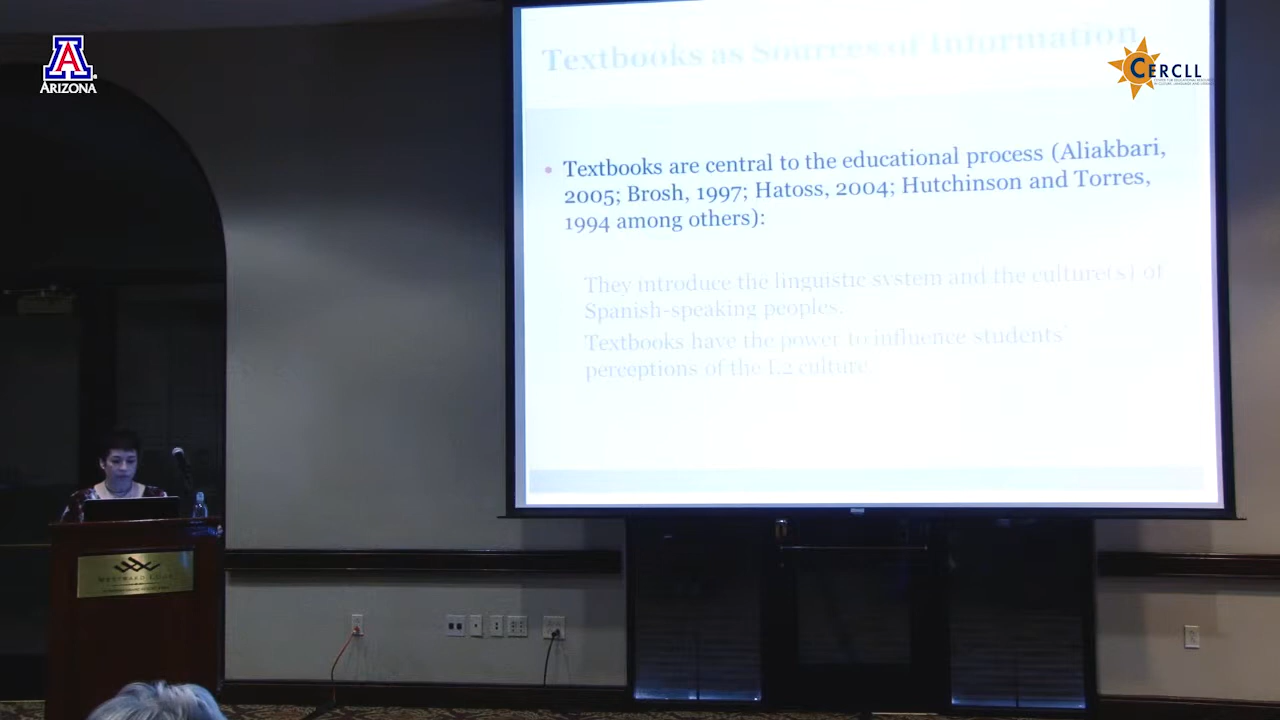 ARIZONA
Textbooks as Sources of Information
CERCLL
Textbooks are central to the educational process (Aliakbari,
2005; Brosh, 1997; Hatoss, 2004; Hutchinson and Torres,
1994 among others):
They introduce the linguistic system and the culture(s) of
Spanish-speaking peoples.
Textbooks have the power to influence students'
perceptions of the L2 culture.